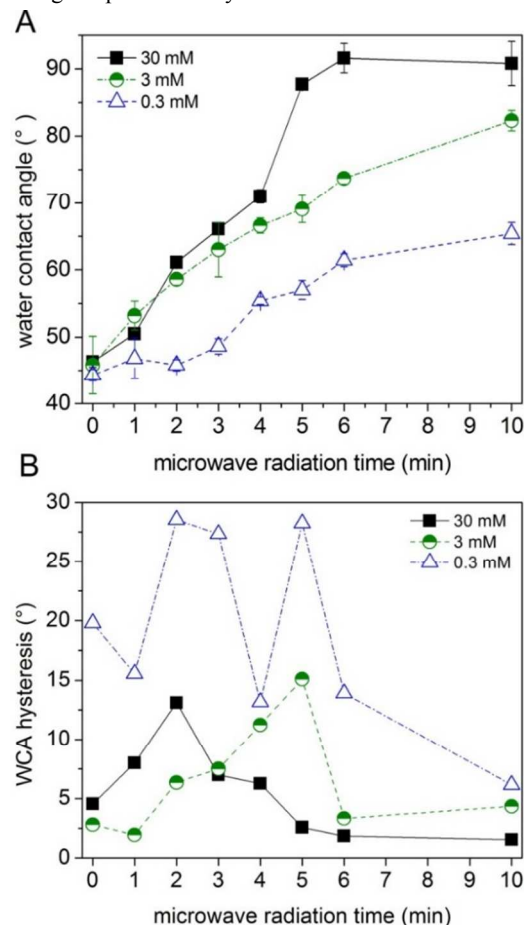 A
30 mM
3 mM
0.3 mM
90
80
70
60
50
40
water contact angle (°)
0 1 2 3 4 5 6 7 8 9 10
microwave radiation time (min)
B
30 mM
3 mM
0.3 mM
30
25
20
15
10
5
0
WCA hysteresis (°)
0 1 2 3 4 5 6 7 8 9 10
microwave radiation time (min)